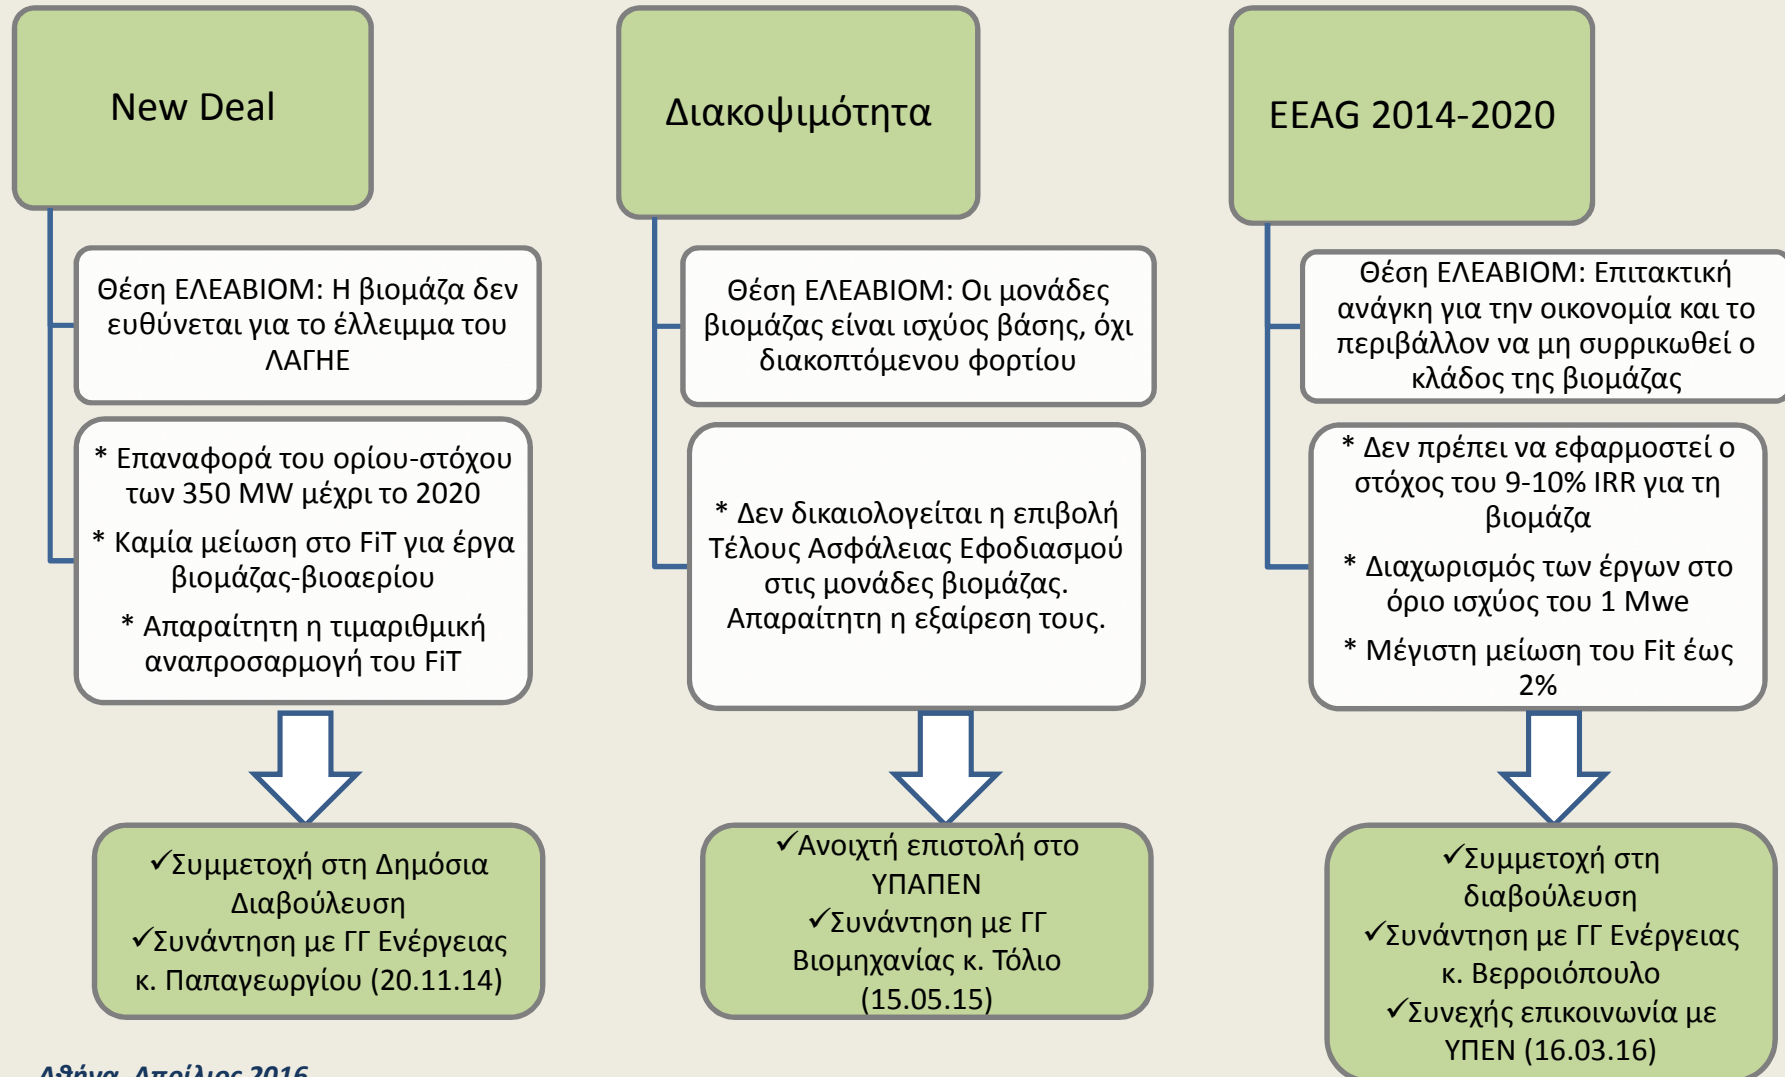 New Deal
Θέση ΕΛΕΑΒΙΟΜ: Η βιομάζα δεν
ευθύνεται για το έλλειμμα του
ΛΑΓΗΕ
* Επαναφορά του ορίου-στόχου
των 350 MW μέχρι το 2020
* Καμία μείωση στο FiT για έργα
βιομάζας-βιοαερίου
* Απαραίτητη η τιμαριθμική
αναπροσαρμογή του FiT
✓Συμμετοχή στη Δημόσια
Διαβούλευση
✓Συνάντηση με ΓΓ Ενέργειας
κ. Παπαγεωργίου (20.11.14)
Διακοψιμότητα
Θέση ΕΛΕΑΒΙΟΜ: Οι μονάδες
βιομάζας είναι ισχύος βάσης, όχι
διακοπτόμενου φορτίου
* Δεν δικαιολογείται η επιβολή
Τέλους Ασφάλειας Εφοδιασμού
στις μονάδες βιομάζας.
Απαραίτητη η εξαίρεση τους.
✓Ανοιχτή επιστολή στο
ΥΠΑΠΕΝ
✓Συνάντηση με ΓΓ
Βιομηχανίας κ. Τόλιο
(15.05.15)
EEAG 2014-2020
Θέση ΕΛΕΑΒΙΟΜ: Επιτακτική
ανάγκη για την οικονομία και το
περιβάλλον να μη συρρικωθεί ο
κλάδος της βιομάζας
* Δεν πρέπει να εφαρμοστεί ο
στόχος του 9-10% IRR για τη
βιομάζα
* Διαχωρισμός των έργων στο
όριο ισχύος του 1 Mwe
* Μέγιστη μείωση του Fit έως
2%
✓Συμμετοχή στη
διαβούλευση
✓Συνάντηση με ΓΓ Ενέργειας
κ. Βερροιόπουλο
✓Συνεχής επικοινωνία με
ΥΠΕΝ (16.03.16)
Αθήνα, Απρίλιος 2016